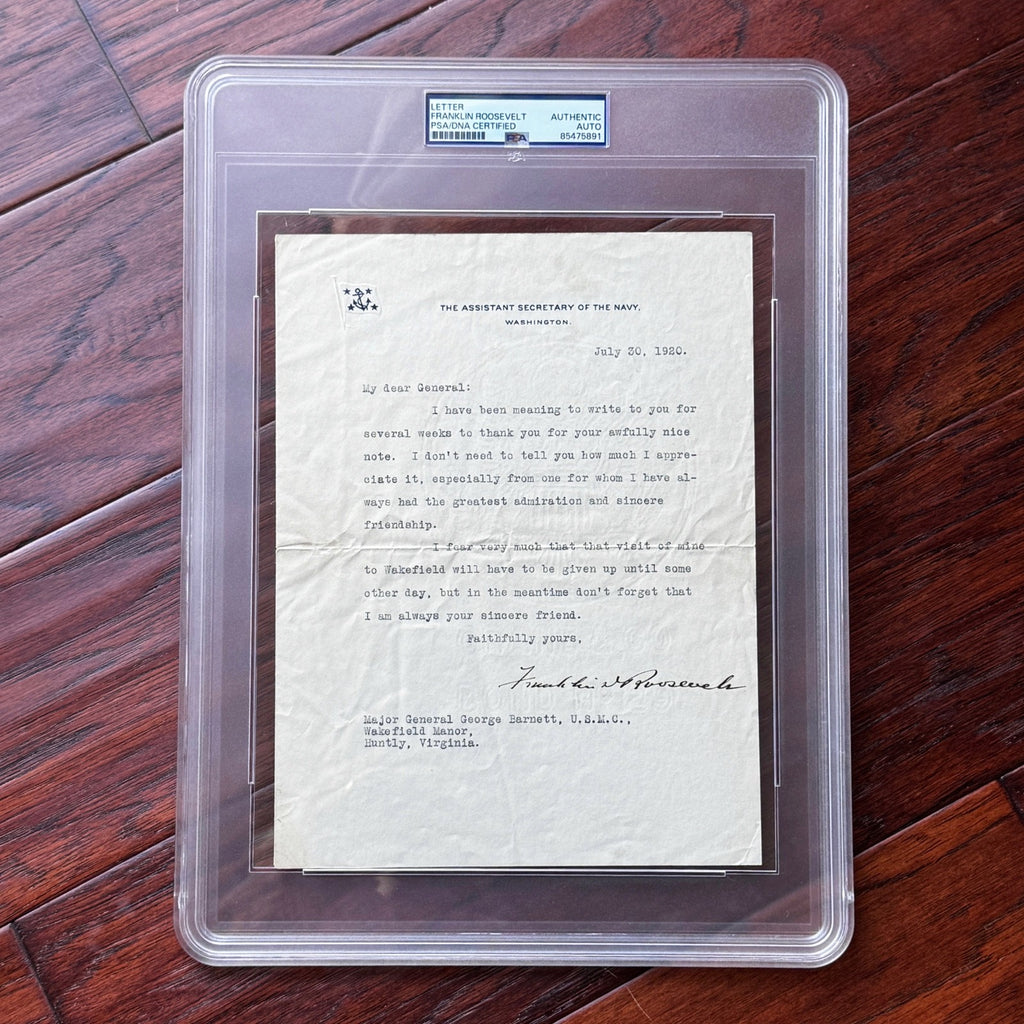 LETTER
FRANKLIN ROOSEVELT AUTHENTIC
PSA/DNA CERTIFIED AUTO
PSA 85475891
THE ASSISTANT SECRETARY OF THE NAVY,
WASHINGTON.
July 30, 1920.
My dear General:
I have been meaning to write to you for
several weeks to thank you for your awfully nice
note. I don't need to tell you how much I appre-
ciate it, especially from one for whom I have al-
ways had the greatest admiration and sincere
friendship.
I fear very much that that visit of mine
to Wakefield will have to be given up until some
other day, but in the meantime don't forget that
I am always your sincere friend.
Faithfully yours,
Franklin D Roosevelt
Major General George Barnett, U.S.M.C.,
Wakefield Manor,
Huntly, Virginia.